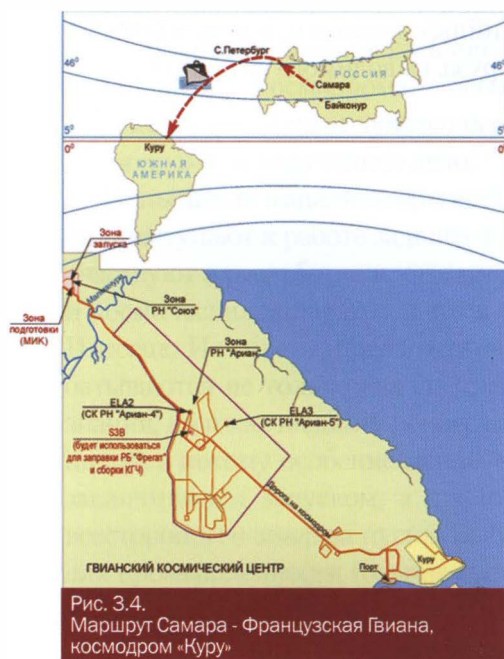 С.Петербург
46°
46°
РОССИЯ
Самара
Байконур
5°
5°
0°
0°
Куру
ЮЖНАЯ
АМЕРИКА
Зона
запуска
Зона
РН "Союз"
Зона
подготовки
(МИК)
Зона
РН "Ариан"
ELA2
(СК РН "Ариан-4")
ELA3
(СК РН "Ариан-5")
S3B
(будет использоваться
для заправки РБ "Фрегат"
и сборки КГЧ)
Дорога на космодром
Куру
Порт
ГВИАНСКИЙ КОСМИЧЕСКИЙ ЦЕНТР
Рис. 3.4.
Маршрут Самара - Французская Гвиана,
космодром «Куру»